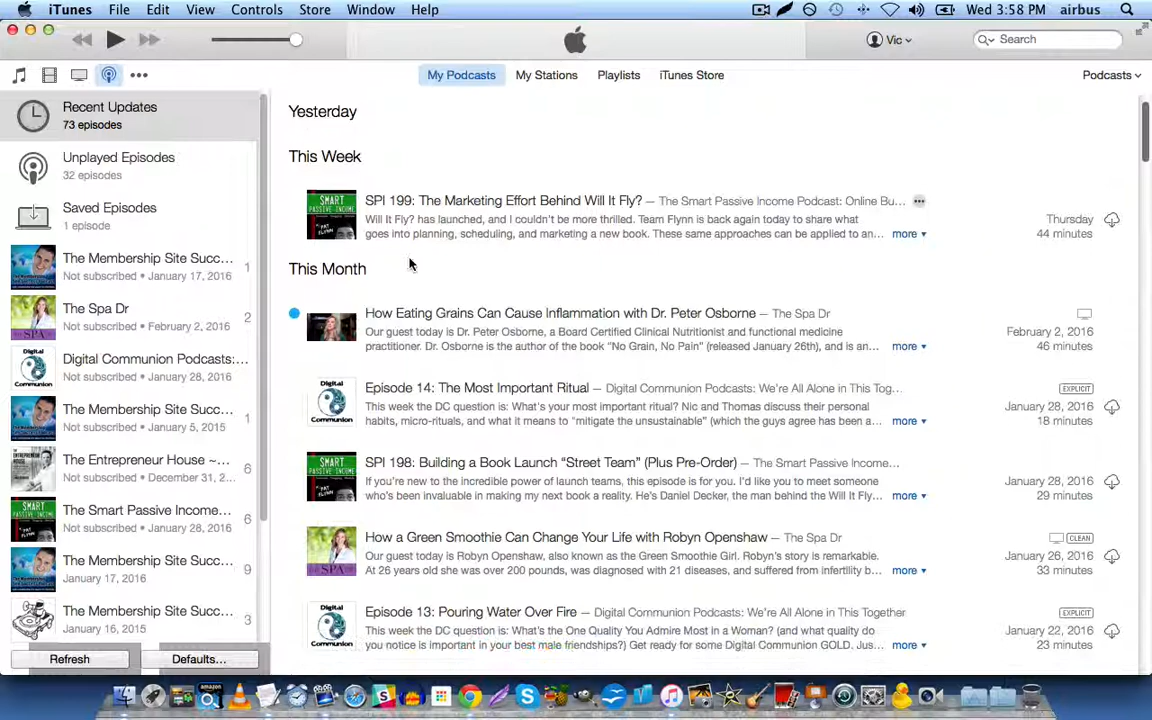 iTunes File Edit View Controls Store Window Help Wed 3:58 PM airbus
Vic Search
My Podcasts My Stations Playlists iTunes Store Podcasts
Recent Updates
73 episodes
Unplayed Episodes
32 episodes
Saved Episodes
1 episode
The Membership Site Succ... 1
Not subscribed • January 17, 2016
The Spa Dr 2
Not subscribed • February 2, 2016
Digital Communion Podcasts:...
Not subscribed • January 28, 2016
The Membership Site Succ... 1
Not subscribed • January 5, 2015
The Entrepreneur House ~... 6
Not subscribed • December 31, 2...
The Smart Passive Income... 6
Not subscribed • January 28, 2016
The Membership Site Succ... 9
January 17, 2016
The Membership Site Succ... 3
January 16, 2015
Refresh Defaults...
Yesterday
This Week
SMART PASSIVE INCOME PAT FLYNN
SPI 199: The Marketing Effort Behind Will It Fly? — The Smart Passive Income Podcast: Online Bu...
Will It Fly? has launched, and I couldn't be more thrilled. Team Flynn is back again today to share what
goes into planning, scheduling, and marketing a new book. These same approaches can be applied to an... more
Thursday
44 minutes
This Month
How Eating Grains Can Cause Inflammation with Dr. Peter Osborne — The Spa Dr
Our guest today is Dr. Peter Osborne, a Board Certified Clinical Nutritionist and functional medicine
practitioner. Dr. Osborne is the author of the book "No Grain, No Pain" (released January 26th), and is an... more
February 2, 2016
46 minutes
Digital Communion
Episode 14: The Most Important Ritual — Digital Communion Podcasts: We're All Alone in This Tog...
This week the DC question is: What's your most important ritual? Nic and Thomas discuss their personal
habits, micro-rituals, and what it means to "mitigate the unsustainable" (which the guys agree has been a... more
EXPLICIT
January 28, 2016
18 minutes
SMART PASSIVE INCOME PAT FLYNN
SPI 198: Building a Book Launch “Street Team” (Plus Pre-Order) — The Smart Passive Income...
If you're new to the incredible power of launch teams, this episode is for you. I'd like you to meet someone
who's been invaluable in making my next book a reality. He's Daniel Decker, the man behind the Will It Fly... more
January 28, 2016
29 minutes
SPA
How a Green Smoothie Can Change Your Life with Robyn Openshaw — The Spa Dr
Our guest today is Robyn Openshaw, also known as the Green Smoothie Girl. Robyn's story is remarkable.
At 26 years old she was over 200 pounds, was diagnosed with 21 diseases, and suffered from infertility b... more
CLEAN
January 26, 2016
33 minutes
Digital Communion
Episode 13: Pouring Water Over Fire — Digital Communion Podcasts: We're All Alone in This Together
This week the DC question is: What's the One Quality You Admire Most in a Woman? (and what quality do
you notice is important in your best male friendships?) Get ready for some Digital Communion GOLD. Jus... more
EXPLICIT
January 22, 2016
23 minutes